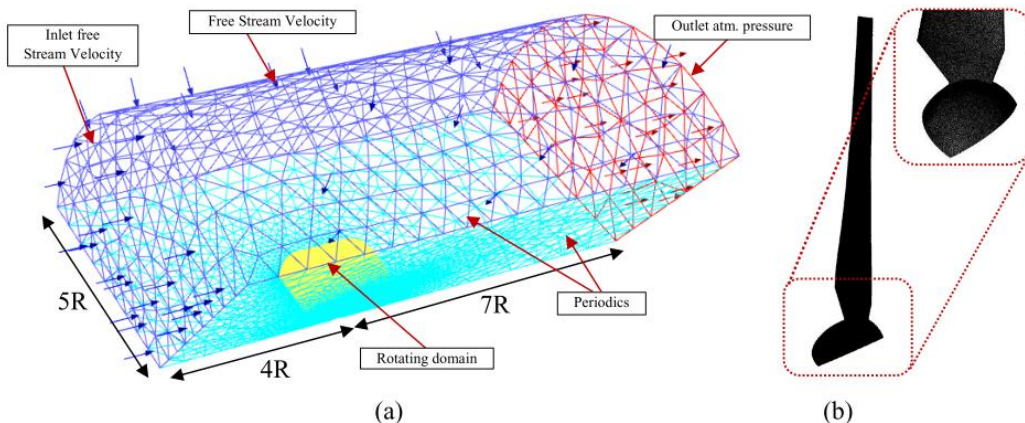 Inlet free
Stream Velocity
Free Stream Velocity
Outlet atm. pressure
5R
4R
7R
Rotating domain
Periodics
(a)
(b)